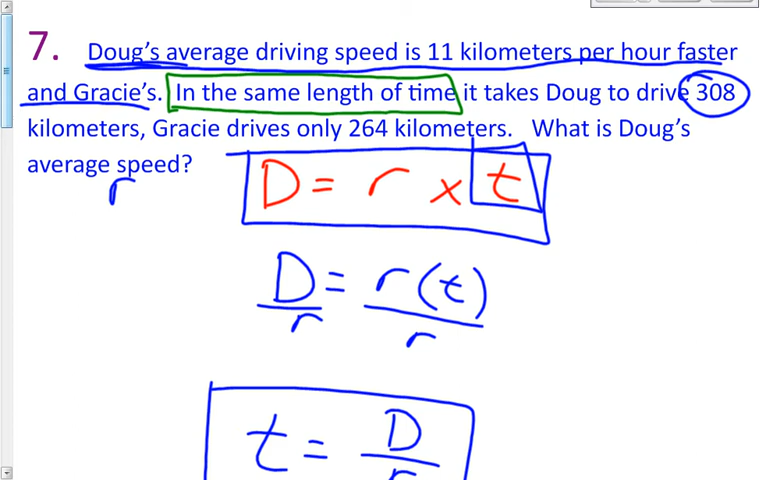 7. Doug's average driving speed is 11 kilometers per hour faster
and Gracie's. In the same length of time it takes Doug to drive 308
kilometers, Gracie drives only 264 kilometers. What is Doug's
average speed?
r
D = r x t
D = r(t)
r r
t = D
r